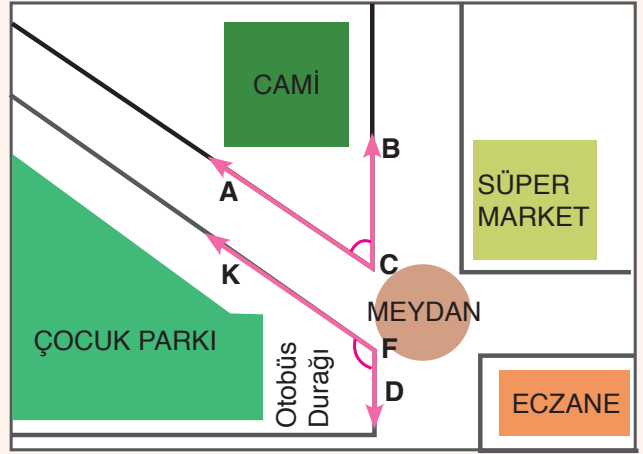 CAMİ
B
A
SÜPER
MARKET
C
K
MEYDAN
ÇOCUK PARKI
F
Otobüs
Durağı
D
ECZANE